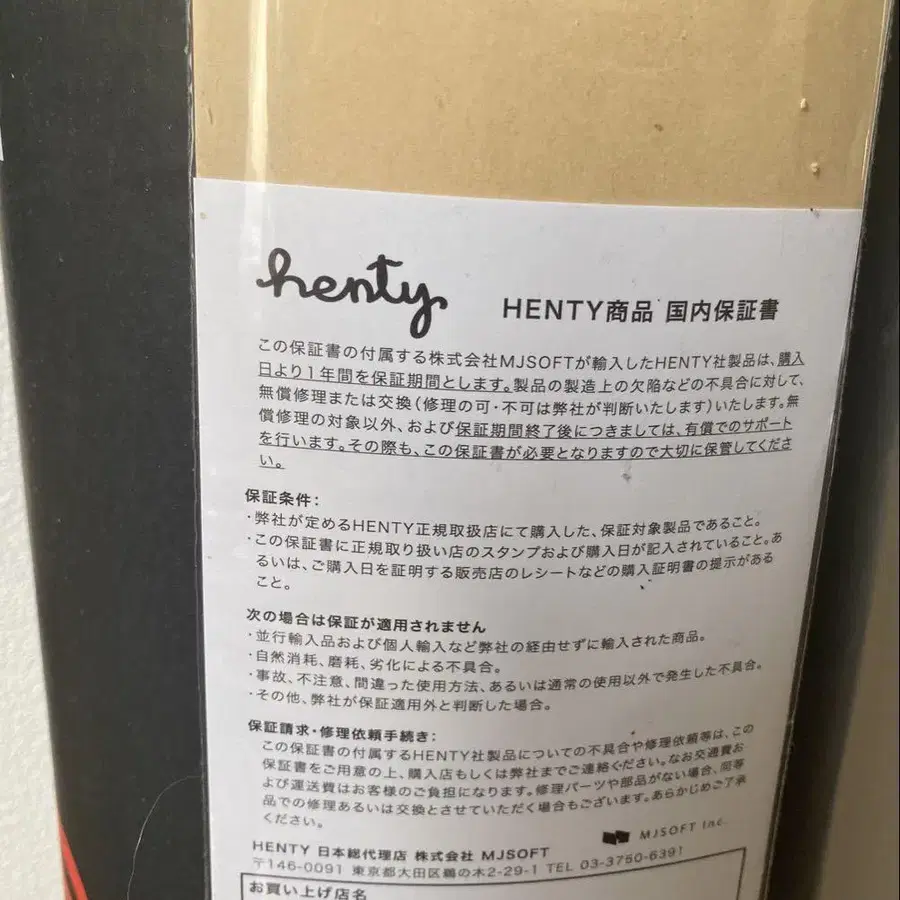 henty
HENTY商品 国内保証書
この保証書の付属する株式会社MJSOFTが輸入したHENTY社製品は、購入
日より1年間を保証期間とします。製品の製造上の欠陥などの不具合に対して、
無償修理または交換(修理の可・不可は弊社が判断いたします)いたします。無
償修理の対象以外、および保証期間終了後につきましては、有償でのサポート
を行います。その際も、この保証書が必要となりますので大切に保管してくださ
い。
保証条件:
・弊社が定めるHENTY正規取扱店にて購入した、保証対象製品であること。
・この保証書に正規取り扱い店のスタンプおよび購入日が記入されていること。あ
るいは、ご購入日を証明する販売店のレシートなどの購入証明書の提示がある
こと。
次の場合は保証が適用されません
・並行輸入品および個人輸入など弊社の経由せずに輸入された商品。
・自然消耗、磨耗、劣化による不具合。
・事故、不注意、間違った使用方法、あるいは通常の使用以外で発生した不具合。
・その他、弊社が保証適用外と判断した場合。
保証請求・修理依頼手続き:
この保証書の付属するHENTY社製品についての不具合や修理依頼等は、この
保証書をご用意の上、購入店もしくは弊社までご連絡ください。なお交通費お
よび運送費はお客様のご負担になります。修理パーツや部品がない場合、同等
品での修理あるいは交換とさせていただく場合もございます。あらかじめご了承
ください。
MJSOFT Inc.
HENTY 日本総代理店 株式会社 MJSOFT
〒146-0091 東京都大田区鵜の木2-29-1 TEL 03-3750-6391
お買い上げ店名